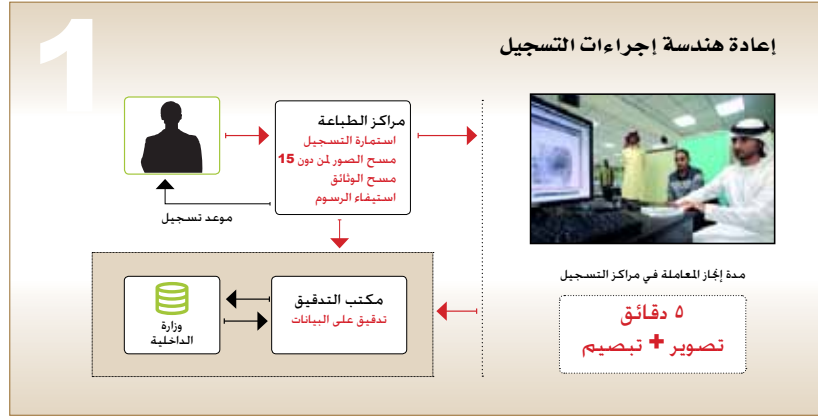 1
إعادة هندسة إجراءات التسجيل
مراكز الطباعة
استمارة التسجيل
مسح الصور لمن دون 15
مسح الوثائق
استيفاء الرسوم
موعد تسجيل
مكتب التدقيق
تدقيق على البيانات
وزارة
الداخلية
مدة إنجاز المعاملة في مراكز التسجيل
٥ دقائق
تصوير + تبصيم